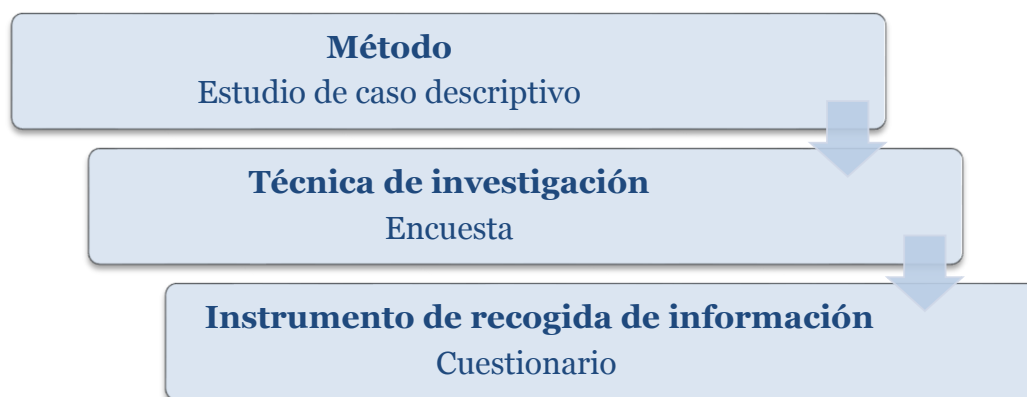 Método
Estudio de caso descriptivo
Técnica de investigación
Encuesta
Instrumento de recogida de información
Cuestionario